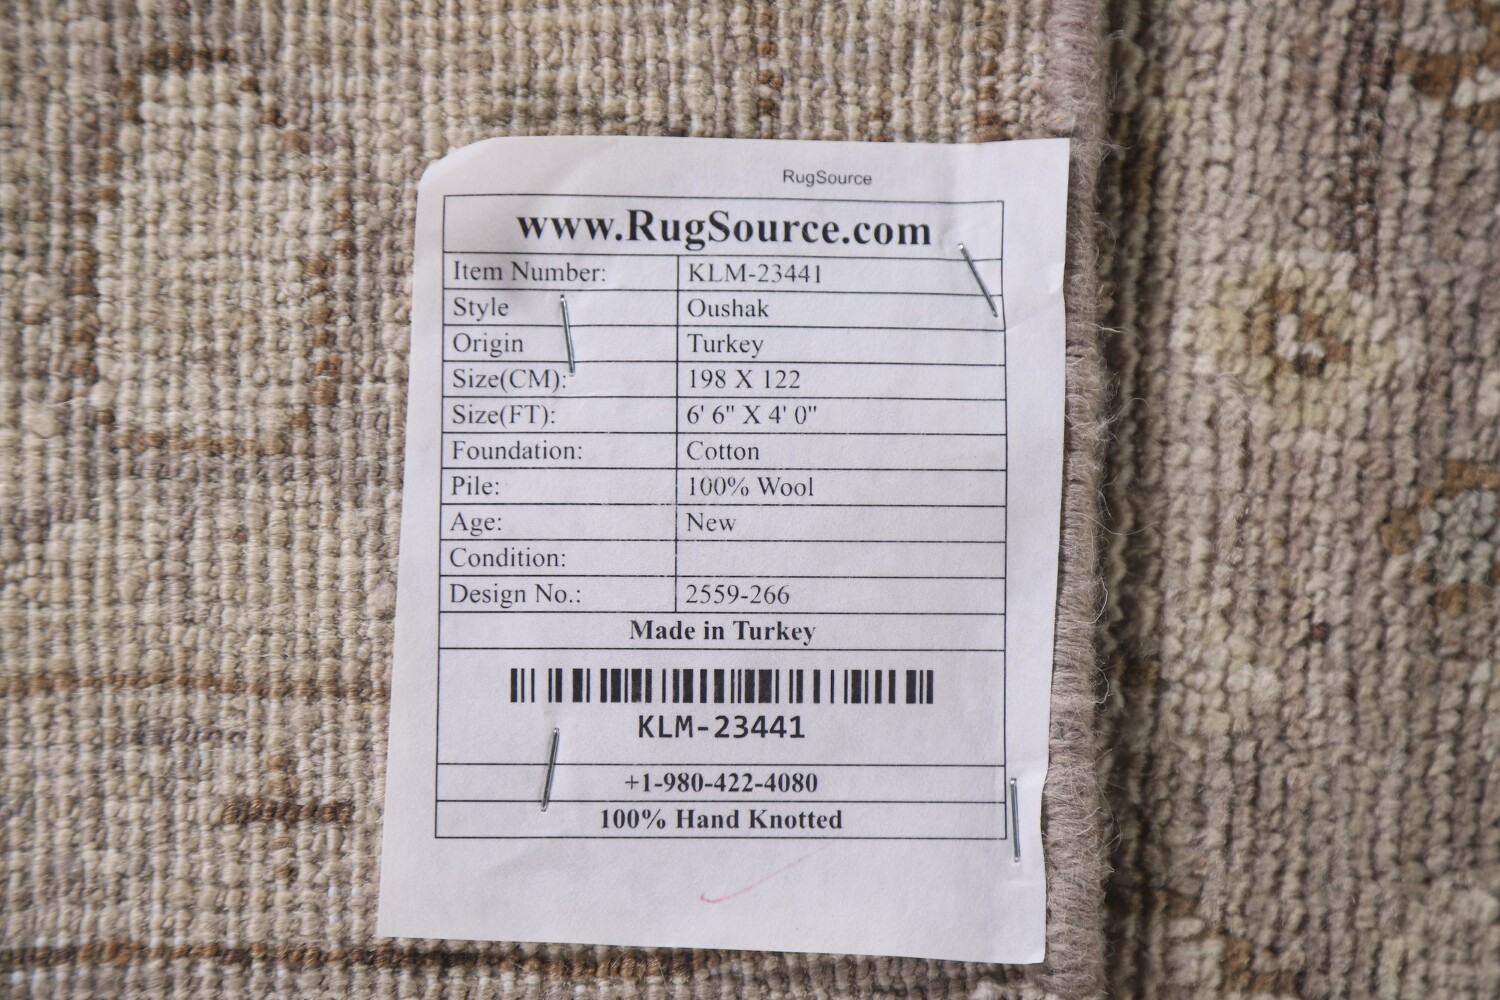 RugSource
www.RugSource.com
Item Number: KLM-23441
Style Oushak
Origin Turkey
Size(CM): 198 X 122
Size(FT): 6' 6" X 4' 0"
Foundation: Cotton
Pile: 100% Wool
Age: New
Condition:
Design No.: 2559-266
Made in Turkey
KLM-23441
+1-980-422-4080
100% Hand Knotted